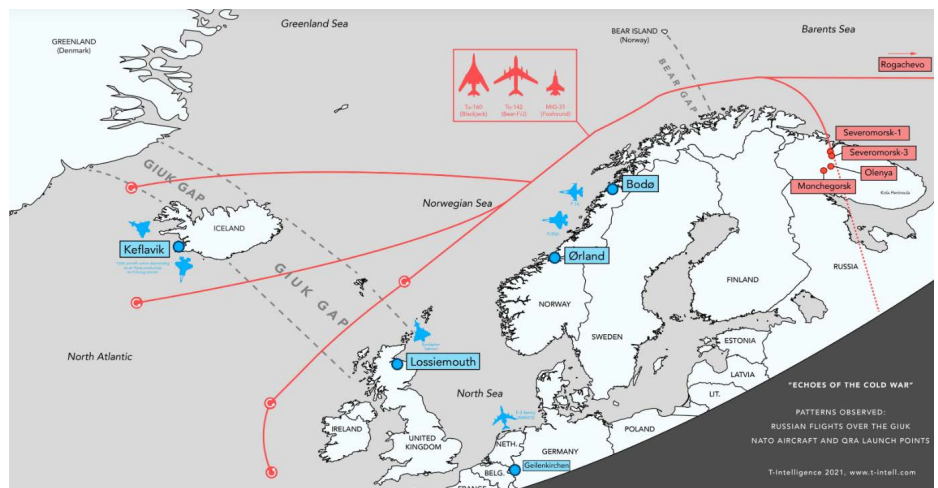 Greenland Sea
BEAR ISLAND
(Norway)
Barents Sea
GREENLAND
(Denmark)
Rogachevo
BEAR GAP
Tu-160
(Blackjack)
Tu-142
(Bear-F/J)
MiG-31
(Foxhound)
Severomorsk-1
Severomorsk-3
Olenya
Monchegorsk
Kola Peninsula
GIUK GAP
Bodø
F-16
Norwegian Sea
ICELAND
Keflavik
F-35A
Ørland
GIUK GAP
RUSSIA
FINLAND
NORWAY
SWEDEN
North Atlantic
Lossiemouth
ESTONIA
LATVIA
LIT.
North Sea
"ECHOES OF THE COLD WAR"
PATTERNS OBSERVED:
RUSSIAN FLIGHTS OVER THE GIUK
NATO AIRCRAFT AND QRA LAUNCH POINTS
IRELAND
UNITED
KINGDOM
NETH.
GERMANY
POLAND
BELG.
Geilenkirchen
FRANCE
T-Intelligence 2021, www.t-intell.com